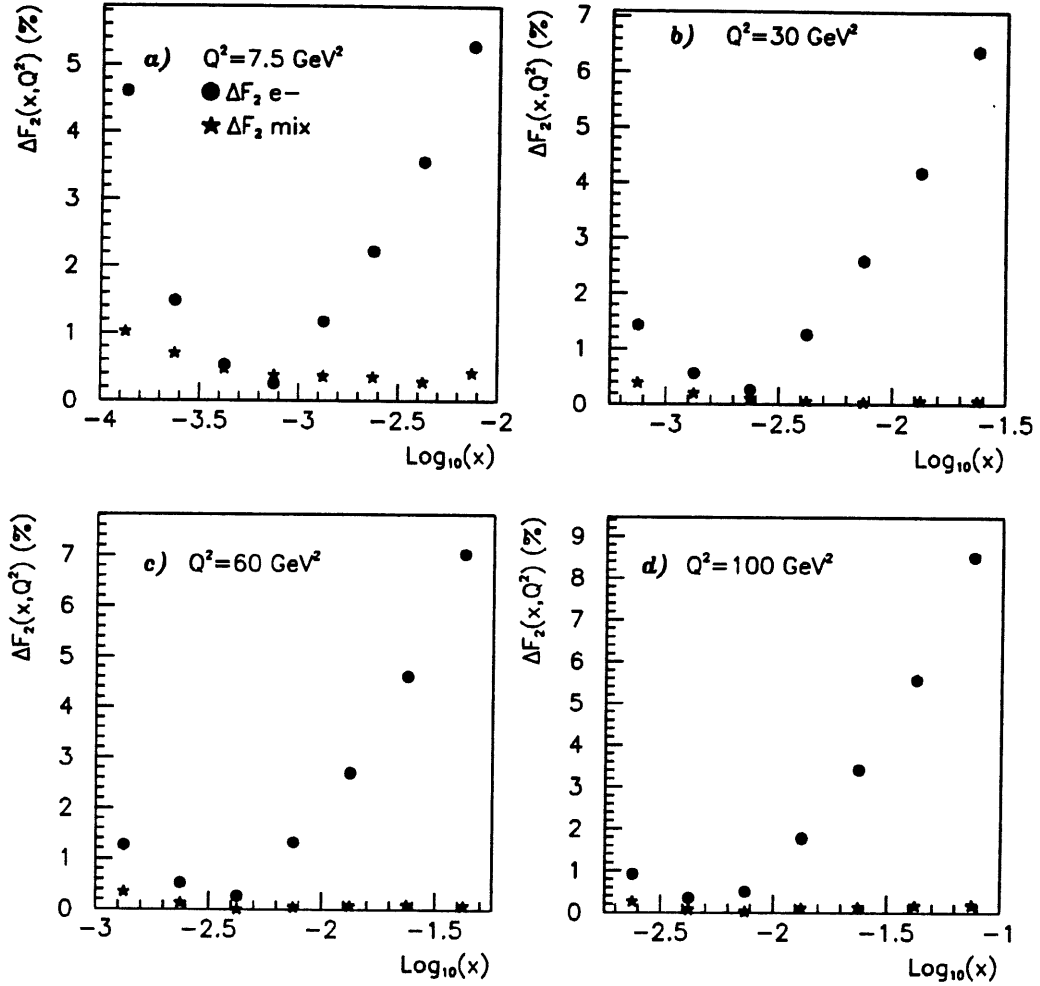 ΔF₂(x,Q²) (%)
a) Q²=7.5 GeV²
ΔF₂ e−
ΔF₂ mix
5
4
3
2
1
0
−4 −3.5 −3 −2.5 −2
Log₁₀(x)
ΔF₂(x,Q²) (%)
b) Q²=30 GeV²
7
6
5
4
3
2
1
0
−3 −2.5 −2 −1.5
Log₁₀(x)
ΔF₂(x,Q²) (%)
c) Q²=60 GeV²
7
6
5
4
3
2
1
0
−3 −2.5 −2 −1.5
Log₁₀(x)
ΔF₂(x,Q²) (%)
d) Q²=100 GeV²
9
8
7
6
5
4
3
2
1
0
−2.5 −2 −1.5 −1
Log₁₀(x)